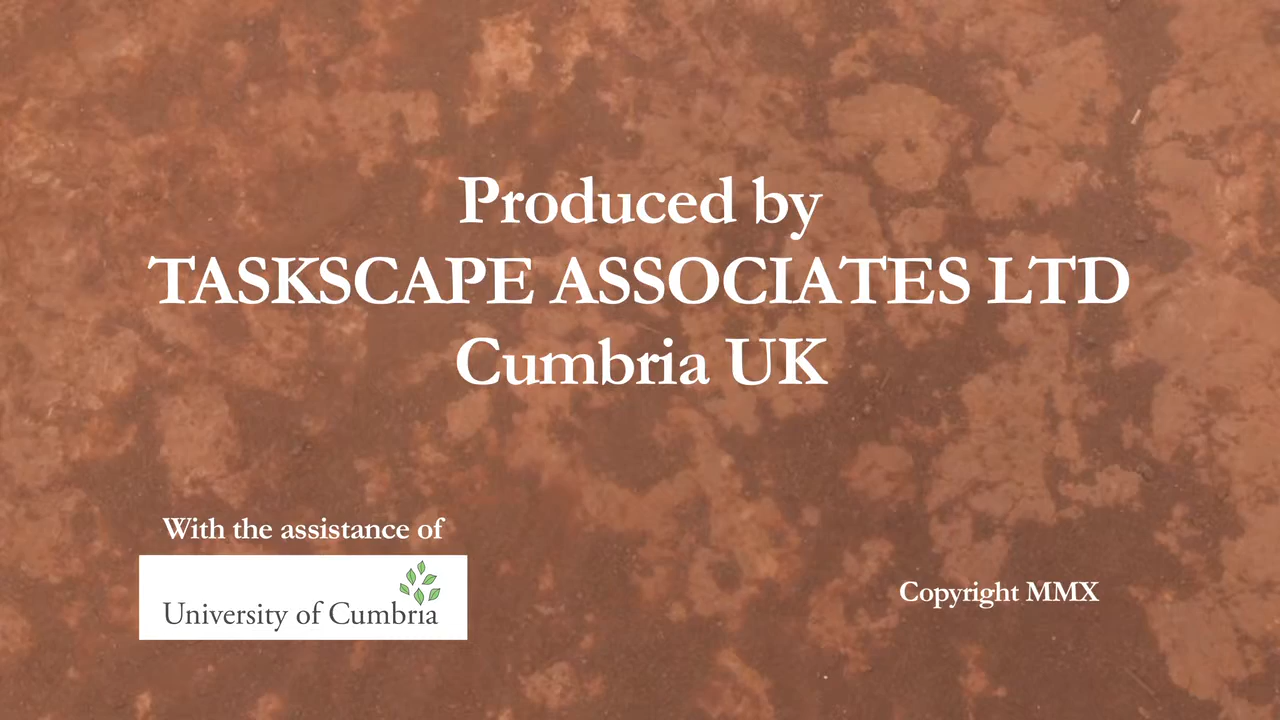 Produced by
TASKSCAPE ASSOCIATES LTD
Cumbria UK
With the assistance of
University of Cumbria
Copyright MMX